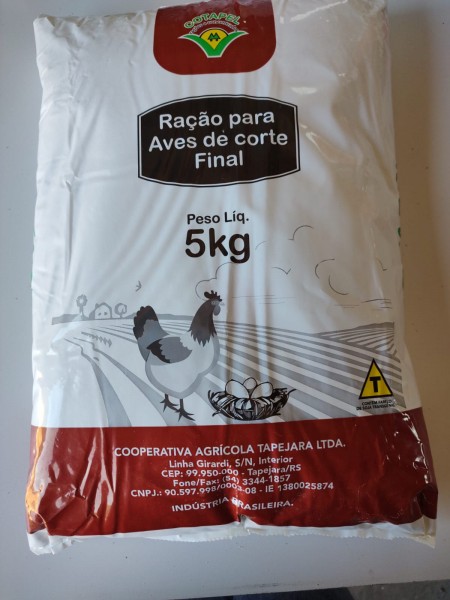 COTAPEL
Ração para
Aves de corte
Final
Peso Líq.
5kg
T
COOPERATIVA AGRÍCOLA TAPEJARA LTDA.
Linha Girardi, S/N, Interior
CEP: 99.950-000 - Tapejara/RS
Fone/Fax: (54) 3344-1857
CNPJ.: 90.597.998/0003-08 - IE 1380025874
INDÚSTRIA BRASILEIRA.